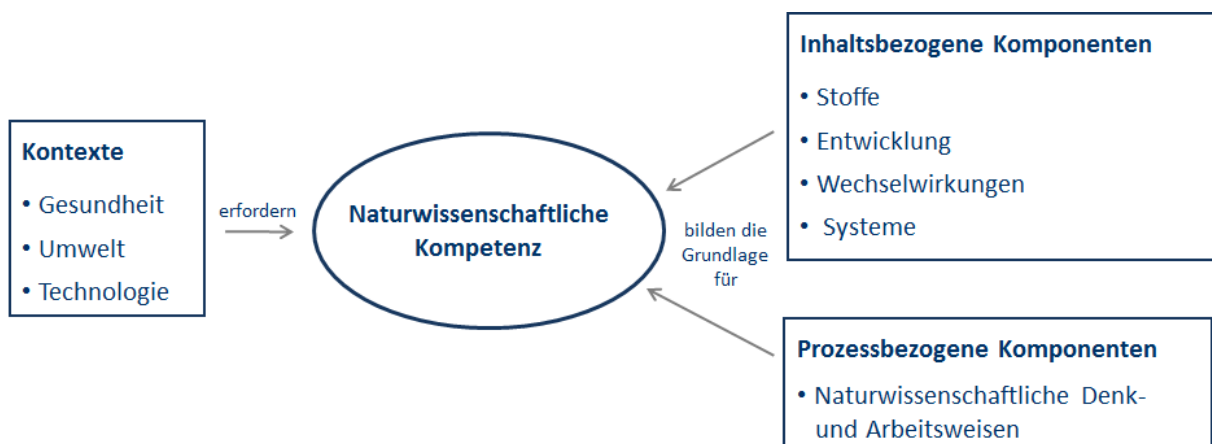 Kontexte
• Gesundheit
• Umwelt
• Technologie
erfordern
Naturwissenschaftliche
Kompetenz
bilden die
Grundlage
für
Inhaltsbezogene Komponenten
• Stoffe
• Entwicklung
• Wechselwirkungen
• Systeme
Prozessbezogene Komponenten
• Naturwissenschaftliche Denk-
und Arbeitsweisen